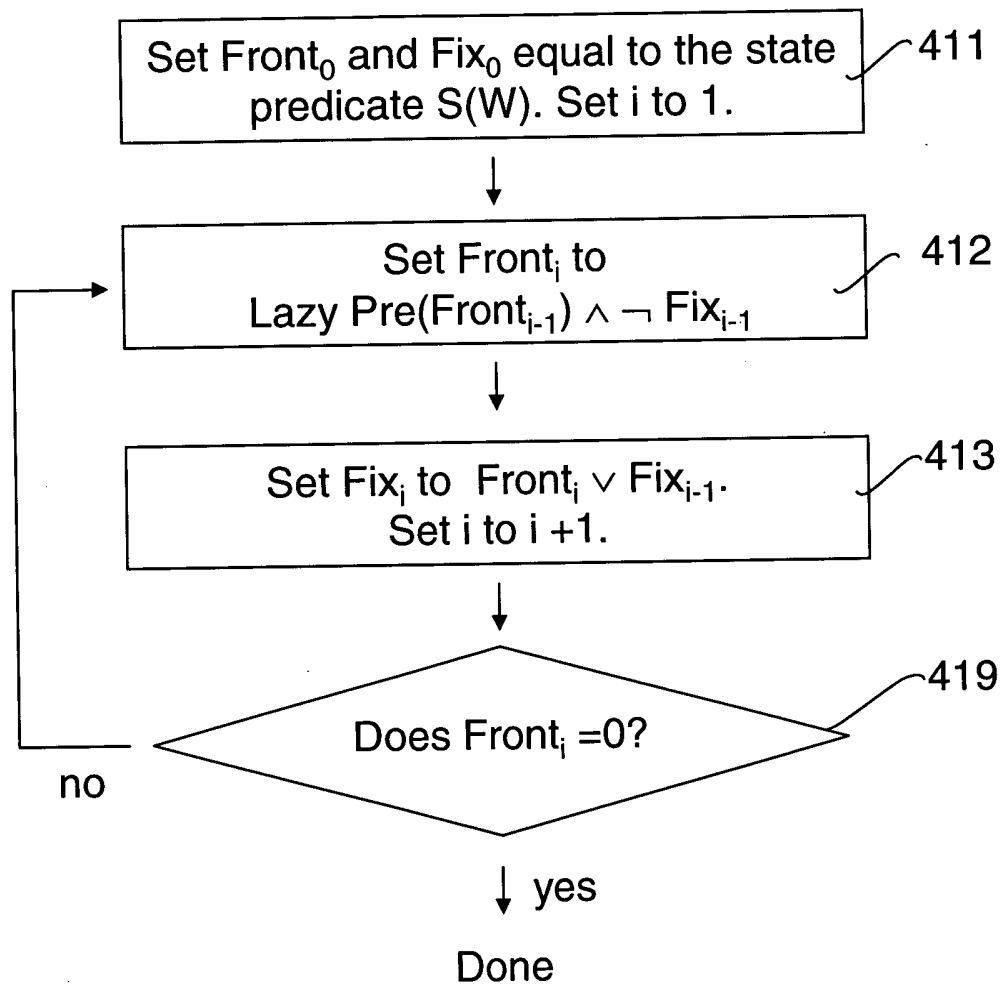 Set Front₀ and Fix₀ equal to the state
predicate S(W). Set i to 1.
411
Set Frontᵢ to
Lazy Pre(Frontᵢ₋₁) ∧ ¬ Fixᵢ₋₁
412
Set Fixᵢ to Frontᵢ ∨ Fixᵢ₋₁.
Set i to i +1.
413
Does Frontᵢ =0?
419
no
yes
Done